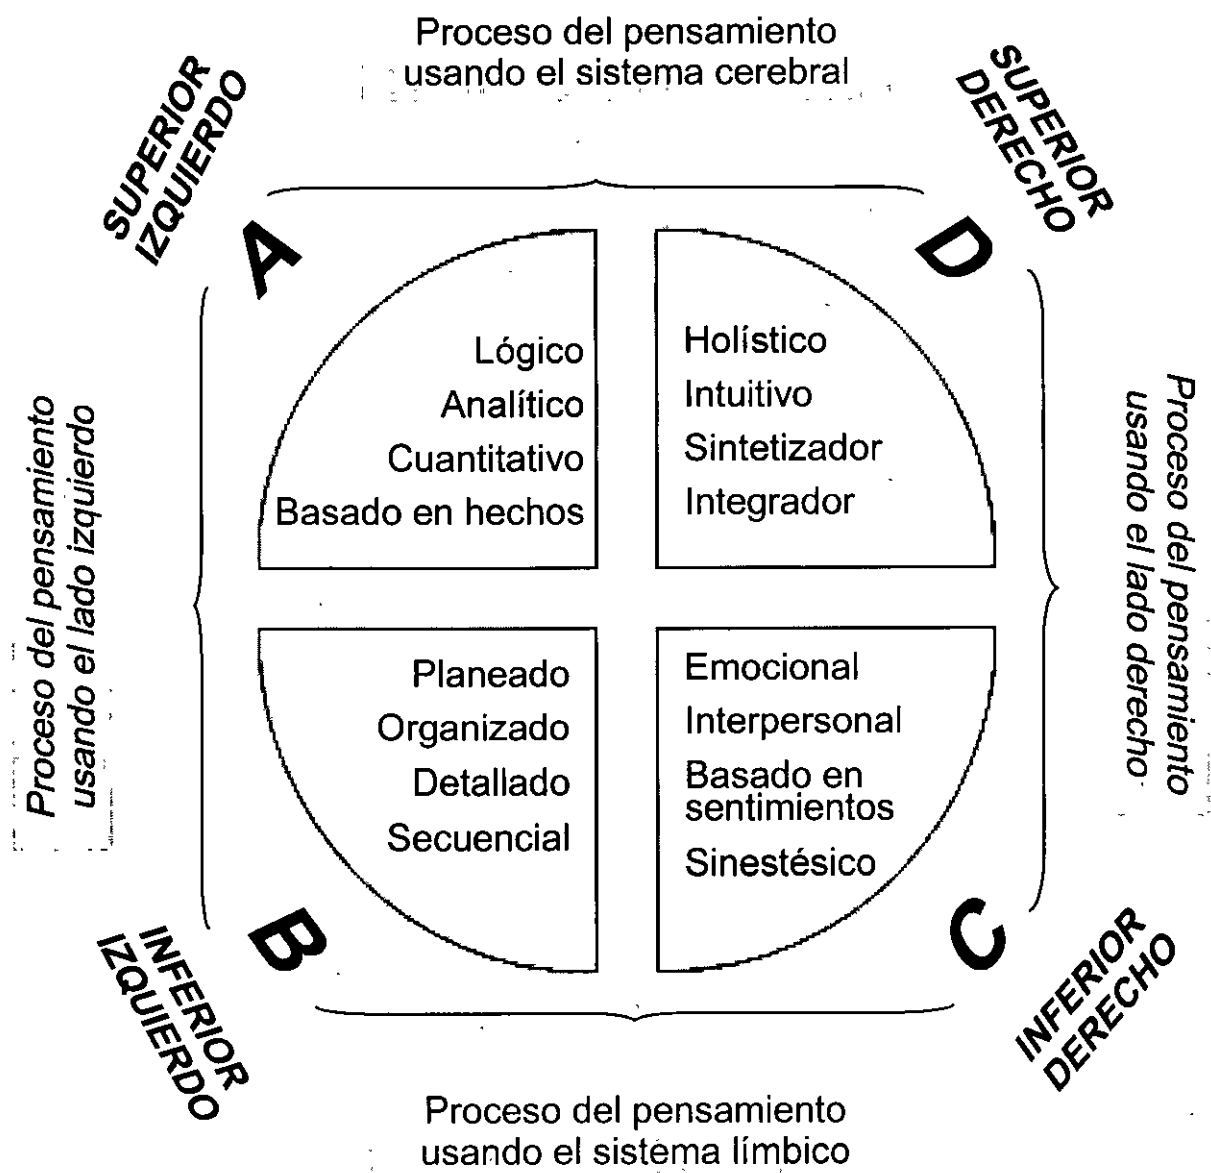 Proceso del pensamiento
usando el sistema cerebral
SUPERIOR
IZQUIERDO
SUPERIOR
DERECHO
A
D
Lógico
Analítico
Cuantitativo
Basado en hechos
Holístico
Intuitivo
Sintetizador
Integrador
Proceso del pensamiento
usando el lado izquierdo
Proceso del pensamiento
usando el lado derecho
Planeado
Organizado
Detallado
Secuencial
Emocional
Interpersonal
Basado en
sentimientos
Sinestésico
B
C
INFERIOR
IZQUIERDO
INFERIOR
DERECHO
Proceso del pensamiento
usando el sistema límbico